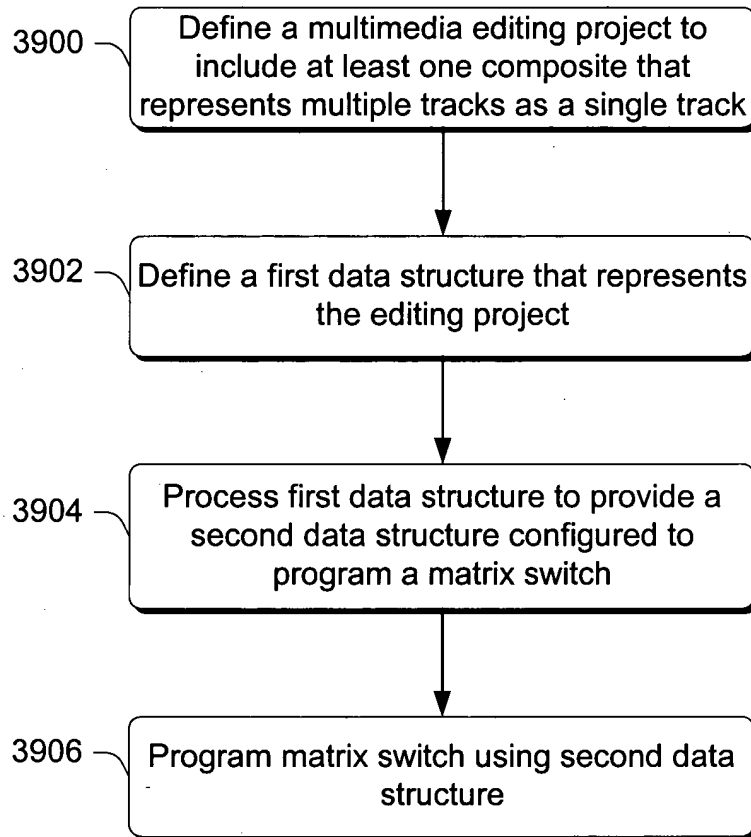 3900
Define a multimedia editing project to
include at least one composite that
represents multiple tracks as a single track
3902
Define a first data structure that represents
the editing project
3904
Process first data structure to provide a
second data structure configured to
program a matrix switch
3906
Program matrix switch using second data
structure